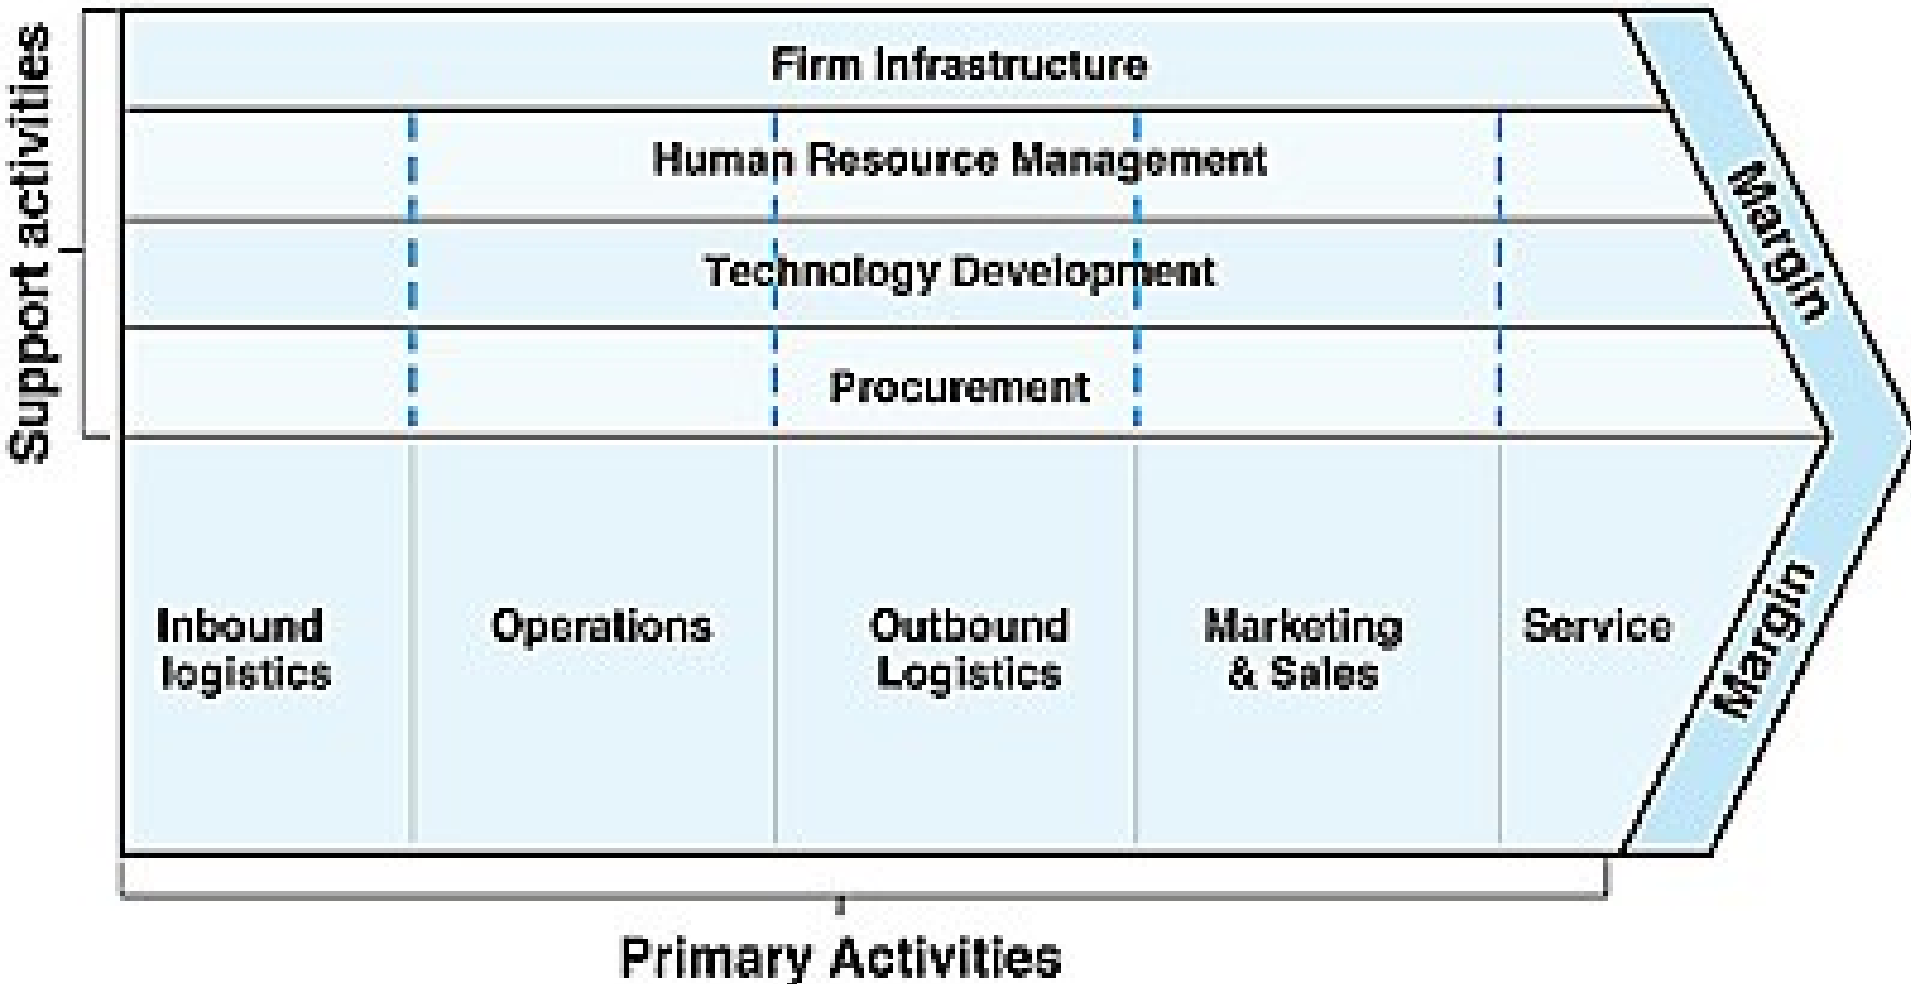 Support activities
Firm Infrastructure
Human Resource Management
Technology Development
Procurement
Margin
Inbound
logistics
Operations
Outbound
Logistics
Marketing
& Sales
Service
Margin
Primary Activities